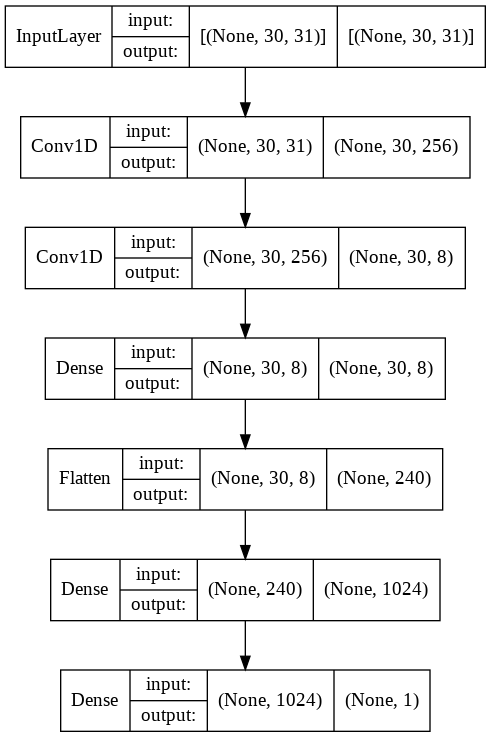 InputLayer input: output: [(None, 30, 31)] [(None, 30, 31)]
Conv1D input: output: (None, 30, 31) (None, 30, 256)
Conv1D input: output: (None, 30, 256) (None, 30, 8)
Dense input: output: (None, 30, 8) (None, 30, 8)
Flatten input: output: (None, 30, 8) (None, 240)
Dense input: output: (None, 240) (None, 1024)
Dense input: output: (None, 1024) (None, 1)